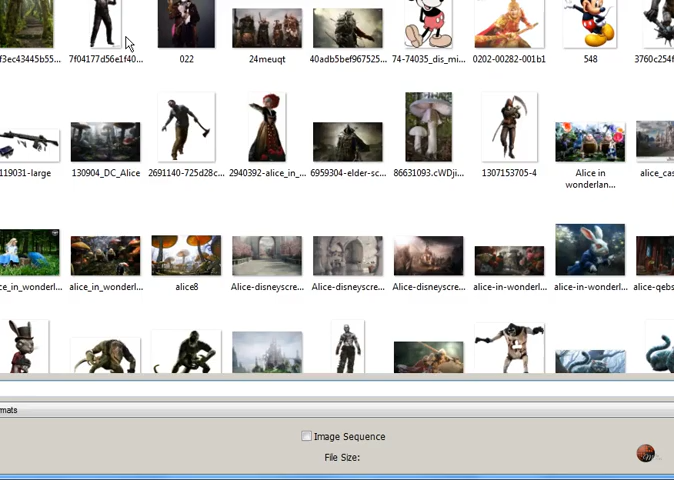 f3ec43445b55... 7f04177d56e1f40... 022 24meuqt 40adb5bef967525... 74-74035_dis_mi... 0202-00282-001b1 548 3760c254f
119031-large 130904_DC_Alice 2691140-725d28c... 2940392-alice_in_... 6959304-elder-sc... 86631093.cWDji... 1307153705-4 Alice in alice_cas
wonderlan...
ce_in_wonderl... alice_in_wonderl... alice8 Alice-disneyscre... Alice-disneyscre... Alice-disneyscre... alice-in-wonderl... alice-in-wonderl... alice-qebs
rmats
Image Sequence
File Size: